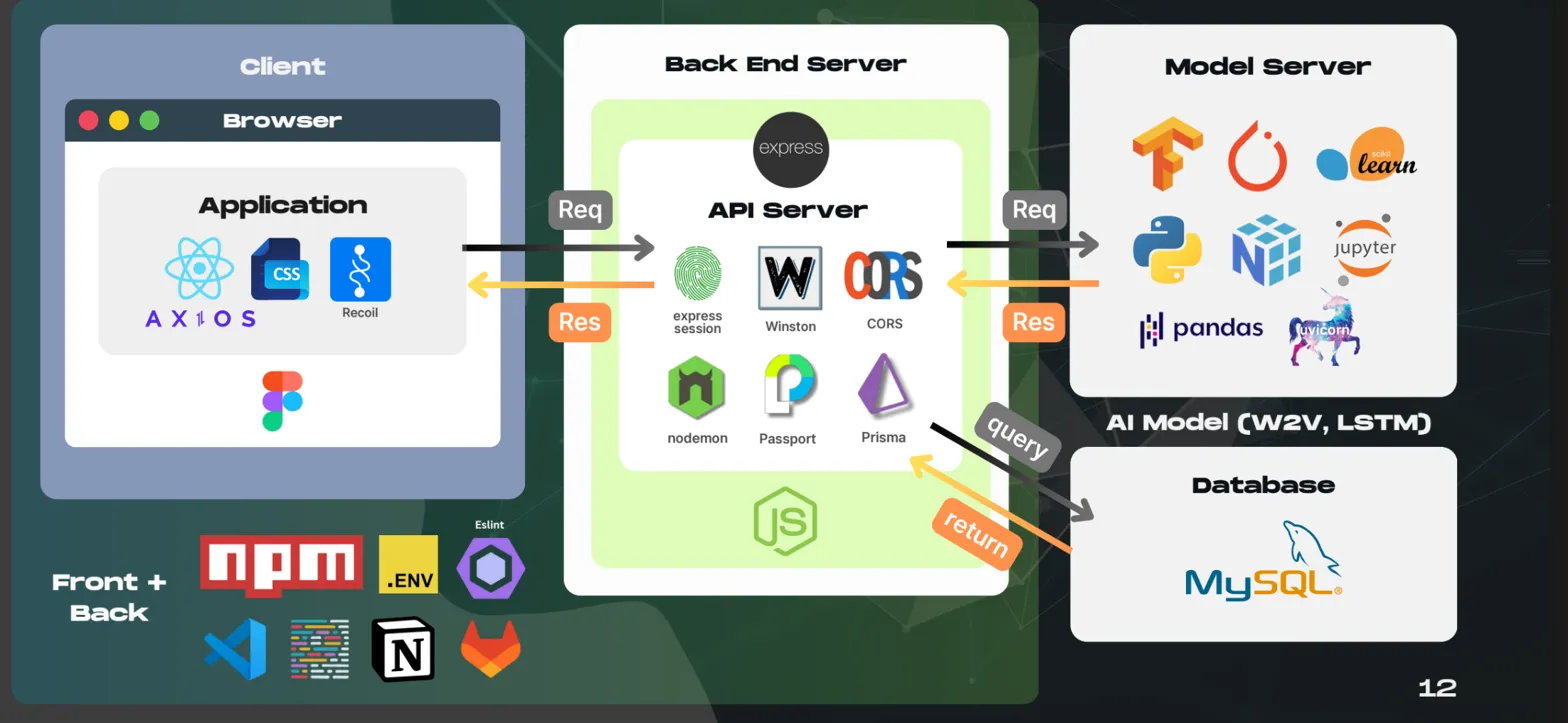 Client
Browser
Application
CSS
AXIOS
Recoil
Req
Res
Back End Server
express
API Server
W
CORS
express
session
Winston
CORS
nodemon
Passport
Prisma
JS
Req
Res
query
return
Model Server
scikit
learn
jupyter
pandas
uvicorn
AI Model (W2V, LSTM)
Database
MySQL®
Front +
Back
npm
.ENV
Eslint
N
12